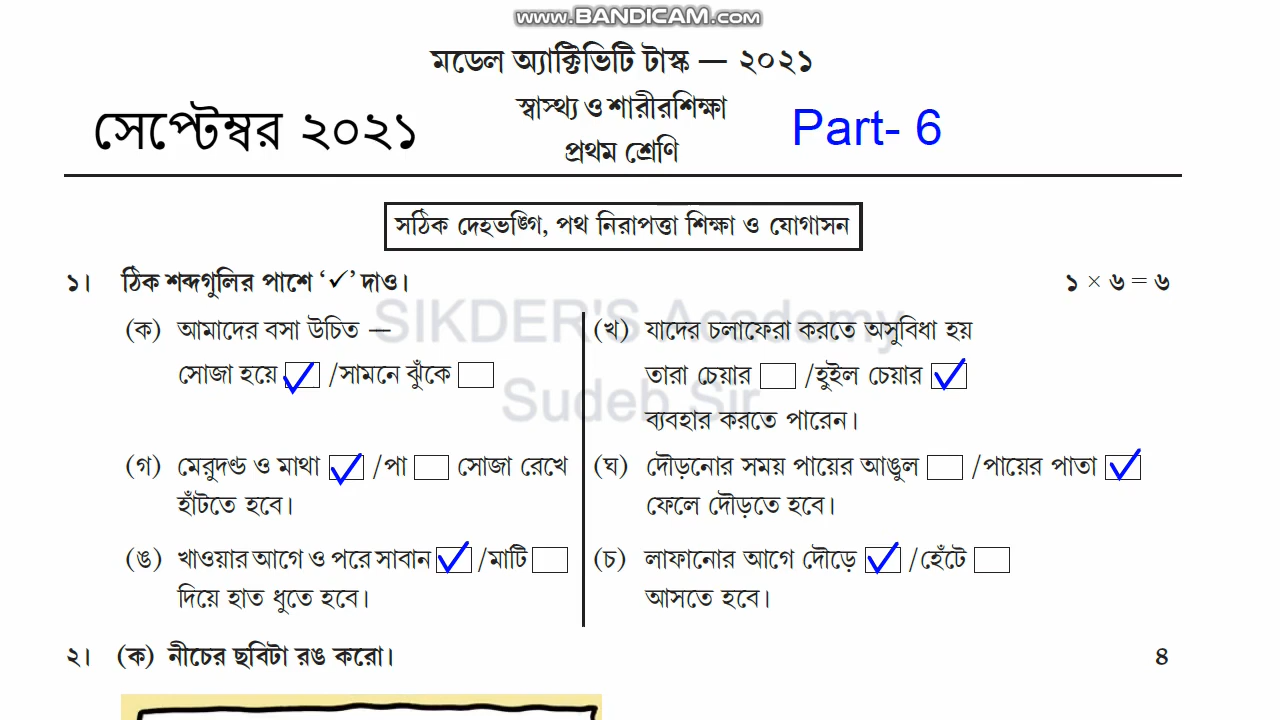 www.BANDICAM.com
মডেল অ্যাক্টিভিটি টাস্ক — ২০২১
সেপ্টেম্বর ২০২১
স্বাস্থ্য ও শারীরশিক্ষা
Part- 6
প্রথম শ্রেণি
সঠিক দেহভঙ্গি, পথ নিরাপত্তা শিক্ষা ও যোগাসন
১। ঠিক শব্দগুলির পাশে ‘✓’ দাও। ১ × ৬ = ৬
SIKDER'S Academy
Sudeb Sir
(ক) আমাদের বসা উচিত —
সোজা হয়ে ✓ /সামনে ঝুঁকে
(খ) যাদের চলাফেরা করতে অসুবিধা হয়
তারা চেয়ার /হুইল চেয়ার ✓
ব্যবহার করতে পারেন।
(গ) মেরুদণ্ড ও মাথা ✓ /পা সোজা রেখে
হাঁটতে হবে।
(ঘ) দৌড়নোর সময় পায়ের আঙুল /পায়ের পাতা ✓
ফেলে দৌড়তে হবে।
(ঙ) খাওয়ার আগে ও পরে সাবান ✓ /মাটি
দিয়ে হাত ধুতে হবে।
(চ) লাফানোর আগে দৌড়ে ✓ /হেঁটে
আসতে হবে।
২। (ক) নীচের ছবিটা রঙ করো। ৪